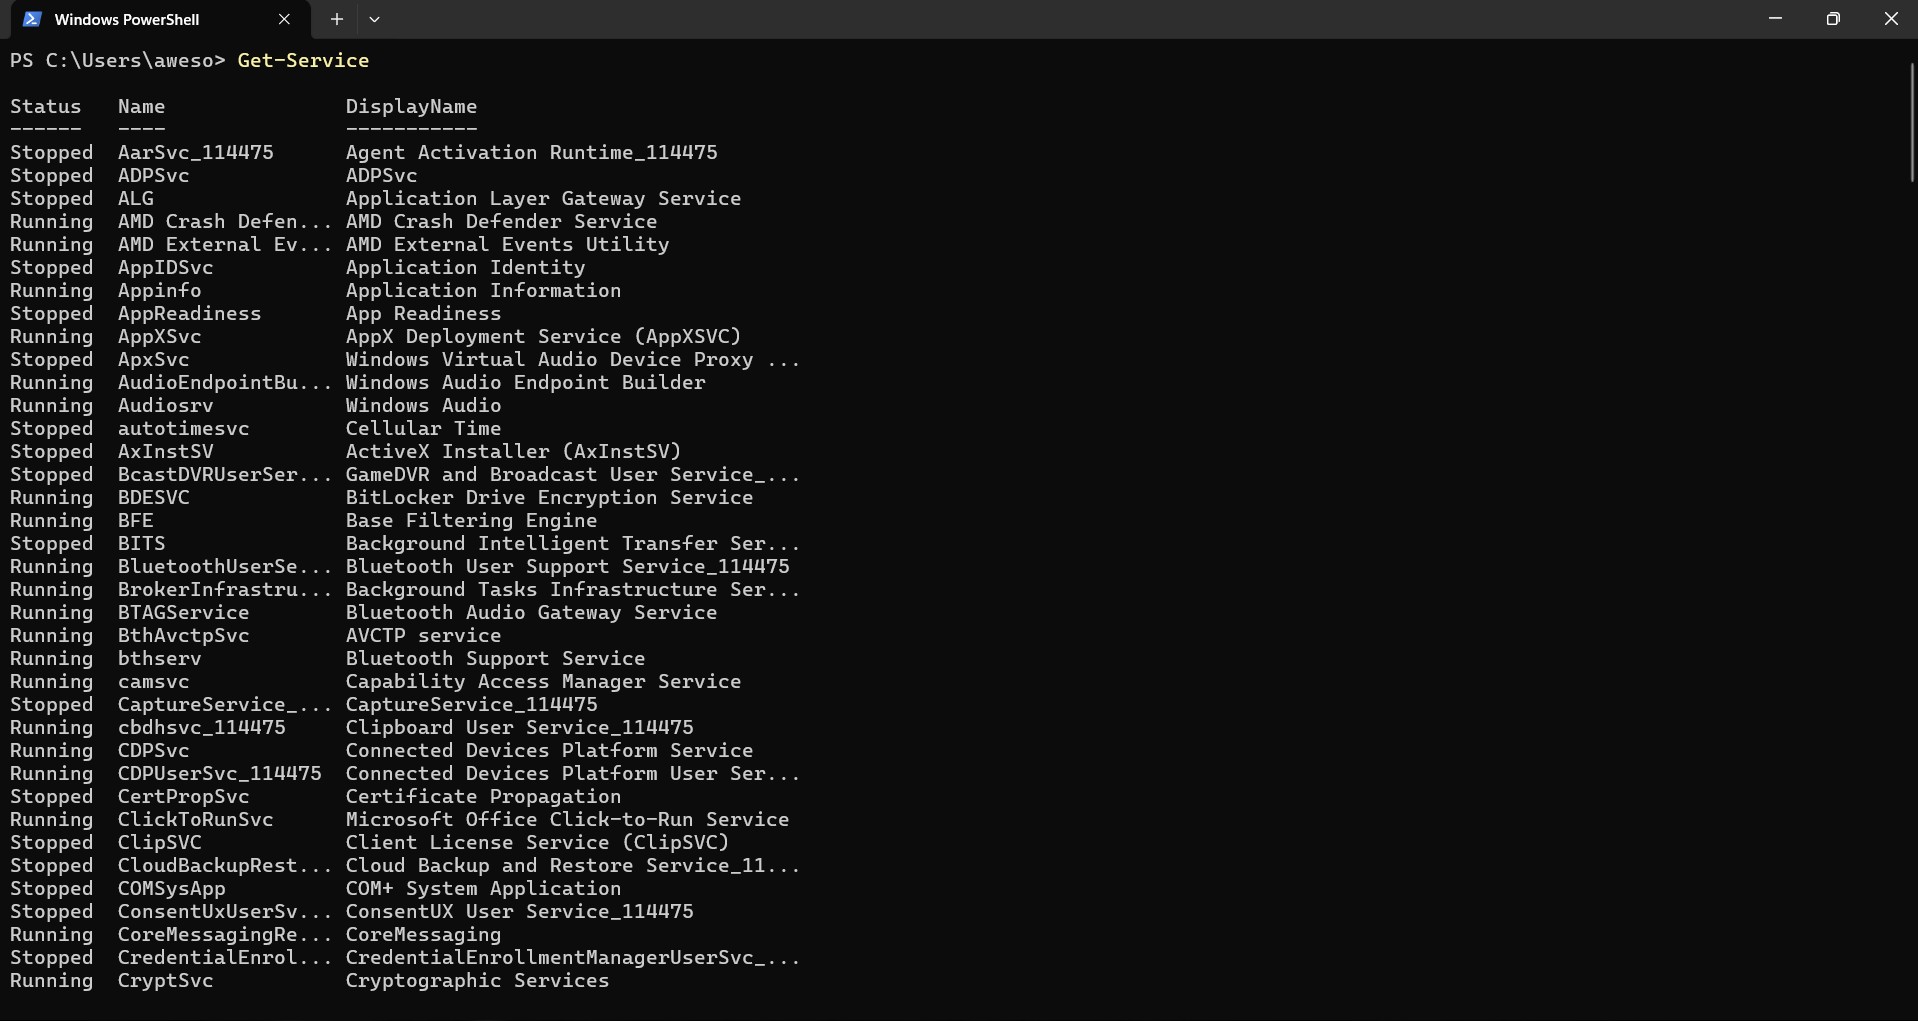 Windows PowerShell
PS C:\Users\aweso> Get-Service
Status   Name               DisplayName
------   ----               -----------
Stopped  AarSvc_114475      Agent Activation Runtime_114475
Stopped  ADPSvc             ADPSvc
Stopped  ALG                Application Layer Gateway Service
Running  AMD Crash Defen... AMD Crash Defender Service
Running  AMD External Ev... AMD External Events Utility
Stopped  AppIDSvc           Application Identity
Running  Appinfo            Application Information
Stopped  AppReadiness       App Readiness
Running  AppXSvc            AppX Deployment Service (AppXSVC)
Stopped  ApxSvc             Windows Virtual Audio Device Proxy ...
Running  AudioEndpointBu... Windows Audio Endpoint Builder
Running  Audiosrv           Windows Audio
Stopped  autotimesvc        Cellular Time
Stopped  AxInstSV           ActiveX Installer (AxInstSV)
Stopped  BcastDVRUserSer... GameDVR and Broadcast User Service_...
Running  BDESVC             BitLocker Drive Encryption Service
Running  BFE                Base Filtering Engine
Stopped  BITS               Background Intelligent Transfer Ser...
Running  BluetoothUserSe... Bluetooth User Support Service_114475
Running  BrokerInfrastru... Background Tasks Infrastructure Ser...
Running  BTAGService        Bluetooth Audio Gateway Service
Running  BthAvctpSvc        AVCTP service
Running  bthserv            Bluetooth Support Service
Running  camsvc             Capability Access Manager Service
Stopped  CaptureService_... CaptureService_114475
Running  cbdhsvc_114475     Clipboard User Service_114475
Running  CDPSvc             Connected Devices Platform Service
Running  CDPUserSvc_114475  Connected Devices Platform User Ser...
Stopped  CertPropSvc        Certificate Propagation
Running  ClickToRunSvc      Microsoft Office Click-to-Run Service
Stopped  ClipSVC            Client License Service (ClipSVC)
Stopped  CloudBackupRest... Cloud Backup and Restore Service_11...
Stopped  COMSysApp          COM+ System Application
Stopped  ConsentUxUserSv... ConsentUX User Service_114475
Running  CoreMessagingRe... CoreMessaging
Stopped  CredentialEnrol... CredentialEnrollmentManagerUserSvc_...
Running  CryptSvc           Cryptographic Services